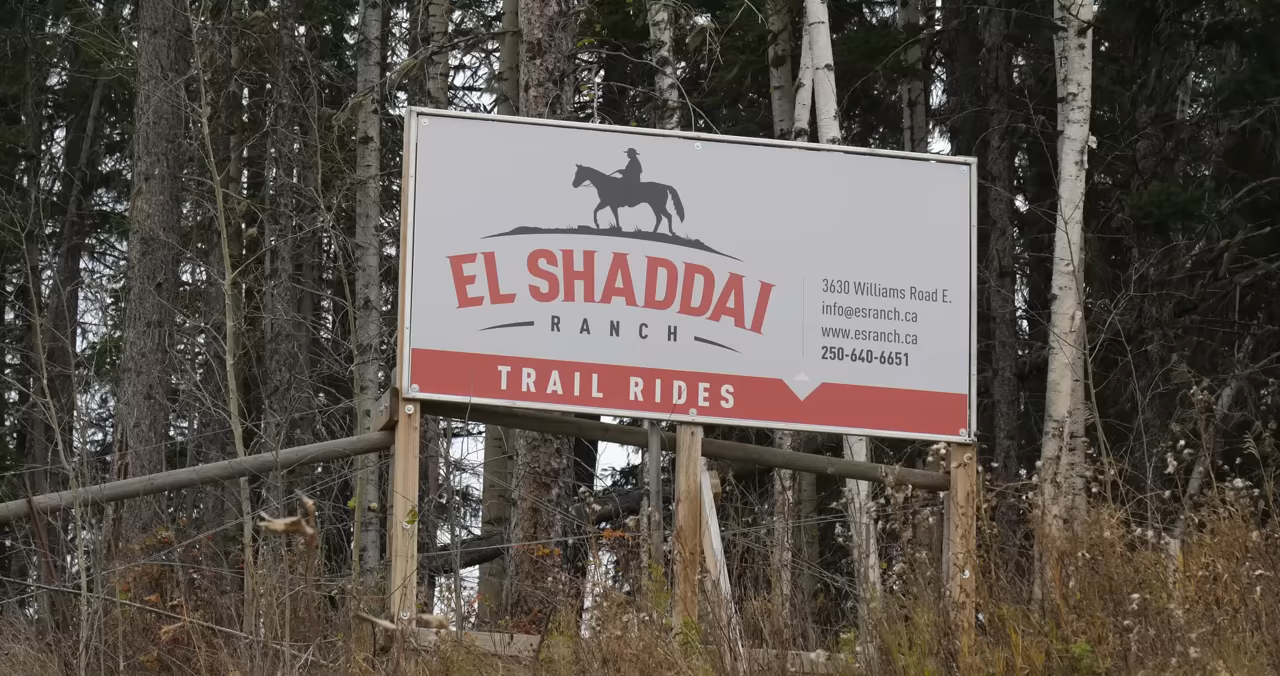 EL SHADDAI
RANCH
TRAIL RIDES
3630 Williams Road E.
info@esranch.ca
www.esranch.ca
250-640-6651